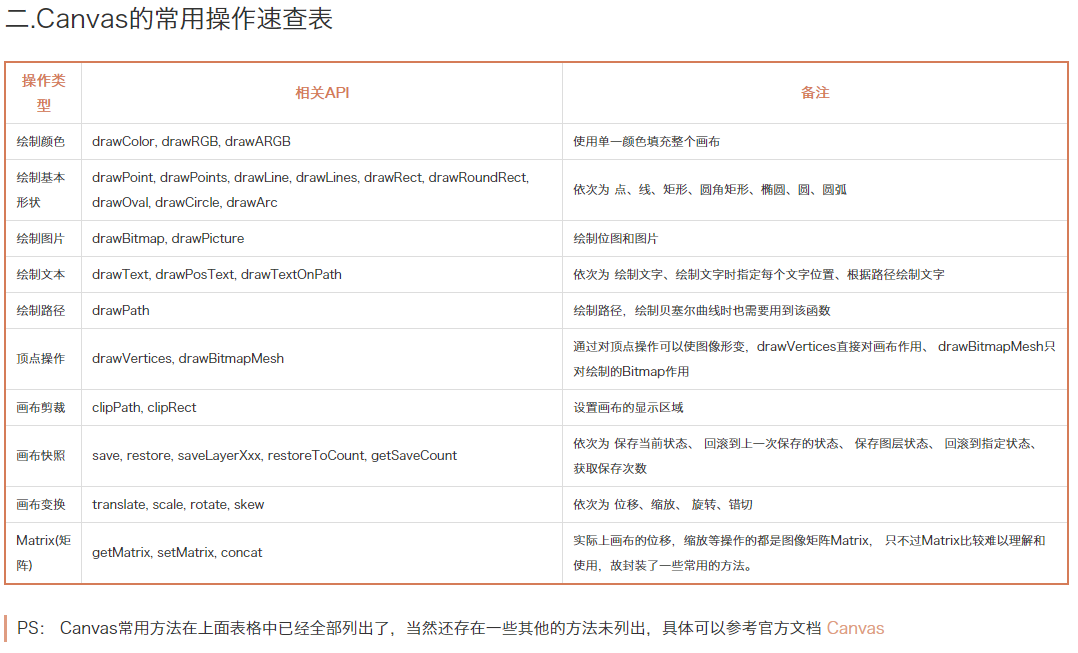 二.Canvas的常用操作速查表
操作类
型
相关API
备注
绘制颜色
drawColor, drawRGB, drawARGB
使用单一颜色填充整个画布
绘制基本
形状
drawPoint, drawPoints, drawLine, drawLines, drawRect, drawRoundRect,
drawOval, drawCircle, drawArc
依次为 点、线、矩形、圆角矩形、椭圆、圆、圆弧
绘制图片
drawBitmap, drawPicture
绘制位图和图片
绘制文本
drawText, drawPosText, drawTextOnPath
依次为 绘制文字、绘制文字时指定每个文字位置、根据路径绘制文字
绘制路径
drawPath
绘制路径，绘制贝塞尔曲线时也需要用到该函数
顶点操作
drawVertices, drawBitmapMesh
通过对顶点操作可以使图像形变，drawVertices直接对画布作用、 drawBitmapMesh只
对绘制的Bitmap作用
画布剪裁
clipPath, clipRect
设置画布的显示区域
画布快照
save, restore, saveLayerXxx, restoreToCount, getSaveCount
依次为 保存当前状态、 回滚到上一次保存的状态、 保存图层状态、 回滚到指定状态、
获取保存次数
画布变换
translate, scale, rotate, skew
依次为 位移、缩放、 旋转、错切
Matrix(矩
阵)
getMatrix, setMatrix, concat
实际上画布的位移，缩放等操作的都是图像矩阵Matrix， 只不过Matrix比较难以理解和
使用，故封装了一些常用的方法。
PS： Canvas常用方法在上面表格中已经全部列出了，当然还存在一些其他的方法未列出，具体可以参考官方文档 Canvas